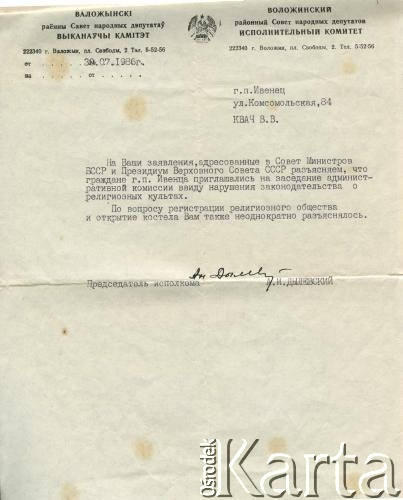 ВАЛОЖЫНСКІ
раённы Совет народных дэпутатаў
ВЫКАНАЎЧЫ КАМІТЭТ
222340 г. Валожын, пл. Свабоды, 2. Тэл. 5-52-56
от 30.07.1986г.
на от
ВОЛОЖИНСКИЙ
районный Совет народных депутатов
ИСПОЛНИТЕЛЬНЫЙ КОМИТЕТ
222340 г. Воложин, пл. Свободы, 2. Тел. 5-52-56
г.п.Ивенец
ул.Комсомольская,84
КВАЧ В.В.
На Ваши заявления,адресованные в Совет Министров
БССР и Президиум Верховного Совета СССР разъясняем, что
граждане г.п. Ивенца приглашались на заседание админист-
ративной комиссии ввиду нарушения законодательства о
религиозных культах.
По вопросу регистрации религиозного общества
и открытие костела Вам также неоднократно разъяснялось.
Председатель исполкома И.ДЫЛЕВСКИЙ
Ośrodek
Karta